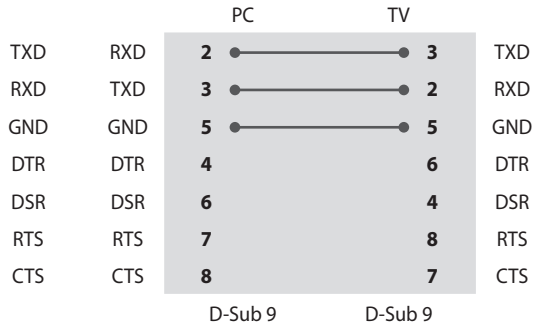 PC TV
TXD RXD 2 3 TXD
RXD TXD 3 2 RXD
GND GND 5 5 GND
DTR DTR 4 6 DTR
DSR DSR 6 4 DSR
RTS RTS 7 8 RTS
CTS CTS 8 7 CTS
D-Sub 9 D-Sub 9